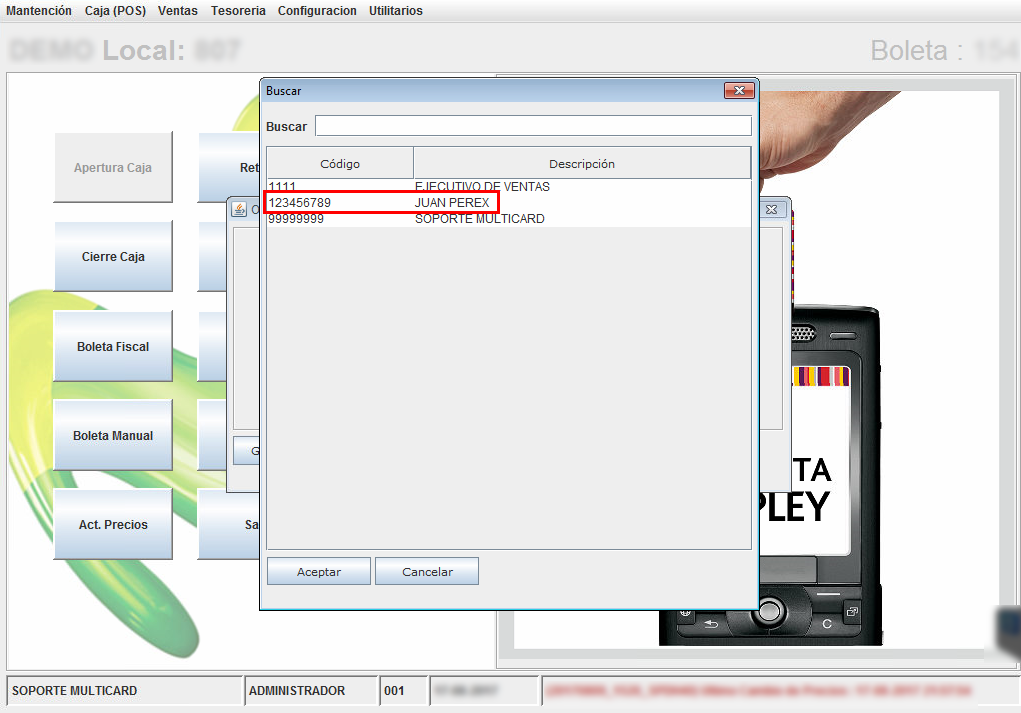 Mantención Caja (POS) Ventas Tesoreria Configuracion Utilitarios
DEMO Local: 807
Boleta : 154
Buscar
Buscar
Código Descripción
1111 EJECUTIVO DE VENTAS
123456789 JUAN PEREX
99999999 SOPORTE MULTICARD
Aceptar Cancelar
Apertura Caja
Ret
Cierre Caja
Boleta Fiscal
Boleta Manual
Act. Precios
Sa
O
G
TA
PLEY
C
SOPORTE MULTICARD ADMINISTRADOR 001